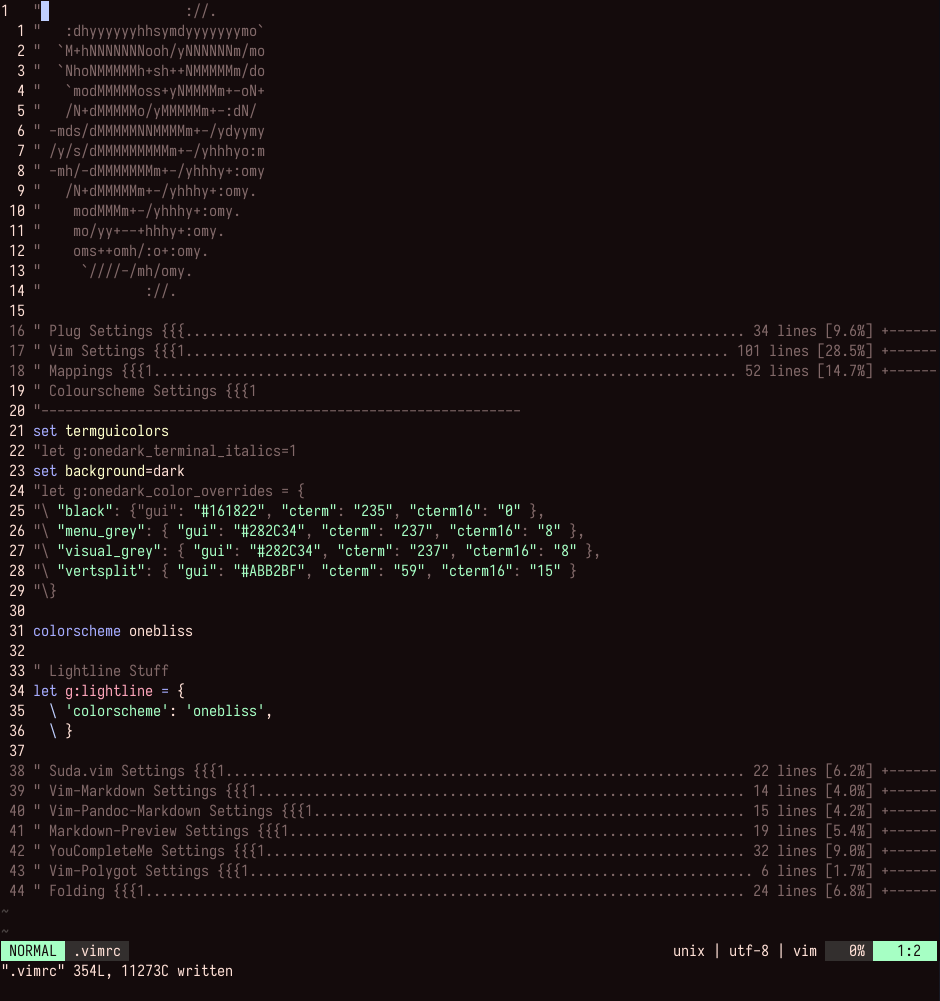 1   "                  ://.
  1 "   :dhyyyyyyhhsymdyyyyyyymo`
  2 "  `M+hNNNNNNNooh/yNNNNNNm/mo
  3 "  `NhoNMMMMMh+sh++NMMMMMm/do
  4 "   `modMMMMMoss+yNMMMMm+-oN+
  5 "   /N+dMMMMMo/yMMMMMm+-:dN/
  6 " -mds/dMMMMMNNMMMMm+-/ydyymy
  7 " /y/s/dMMMMMMMMMm+-/yhhhyo:m
  8 " -mh/-dMMMMMMMm+-/yhhhy+:omy
  9 "   /N+dMMMMMm+-/yhhhy+:omy.
 10 "    modMMMm+-/yhhhy+:omy.
 11 "    mo/yy+--+hhhy+:omy.
 12 "    oms++omh/:o+:omy.
 13 "     `////-/mh/omy.
 14 "             ://.
 15
 16 " Plug Settings {{{...................................................................... 34 lines [9.6%] +------
 17 " Vim Settings {{{1.................................................................... 101 lines [28.5%] +------
 18 " Mappings {{{1......................................................................... 52 lines [14.7%] +------
 19 " Colourscheme Settings {{{1
 20 "------------------------------------------------------------
 21 set termguicolors
 22 "let g:onedark_terminal_italics=1
 23 set background=dark
 24 "let g:onedark_color_overrides = {
 25 "\ "black": {"gui": "#161822", "cterm": "235", "cterm16": "0" },
 26 "\ "menu_grey": { "gui": "#282C34", "cterm": "237", "cterm16": "8" },
 27 "\ "visual_grey": { "gui": "#282C34", "cterm": "237", "cterm16": "8" },
 28 "\ "vertsplit": { "gui": "#ABB2BF", "cterm": "59", "cterm16": "15" }
 29 "\}
 30
 31 colorscheme onebliss
 32
 33 " Lightline Stuff
 34 let g:lightline = {
 35   \ 'colorscheme': 'onebliss',
 36   \ }
 37
 38 " Suda.vim Settings {{{1................................................................. 22 lines [6.2%] +------
 39 " Vim-Markdown Settings {{{1............................................................. 14 lines [4.0%] +------
 40 " Vim-Pandoc-Markdown Settings {{{1...................................................... 15 lines [4.2%] +------
 41 " Markdown-Preview Settings {{{1......................................................... 19 lines [5.4%] +------
 42 " YouCompleteMe Settings {{{1............................................................ 32 lines [9.0%] +------
 43 " Vim-Polygot Settings {{{1............................................................... 6 lines [1.7%] +------
 44 " Folding {{{1........................................................................... 24 lines [6.8%] +------
~
~
NORMAL  .vimrc  unix | utf-8 | vim  0%  1:2
".vimrc" 354L, 11273C written